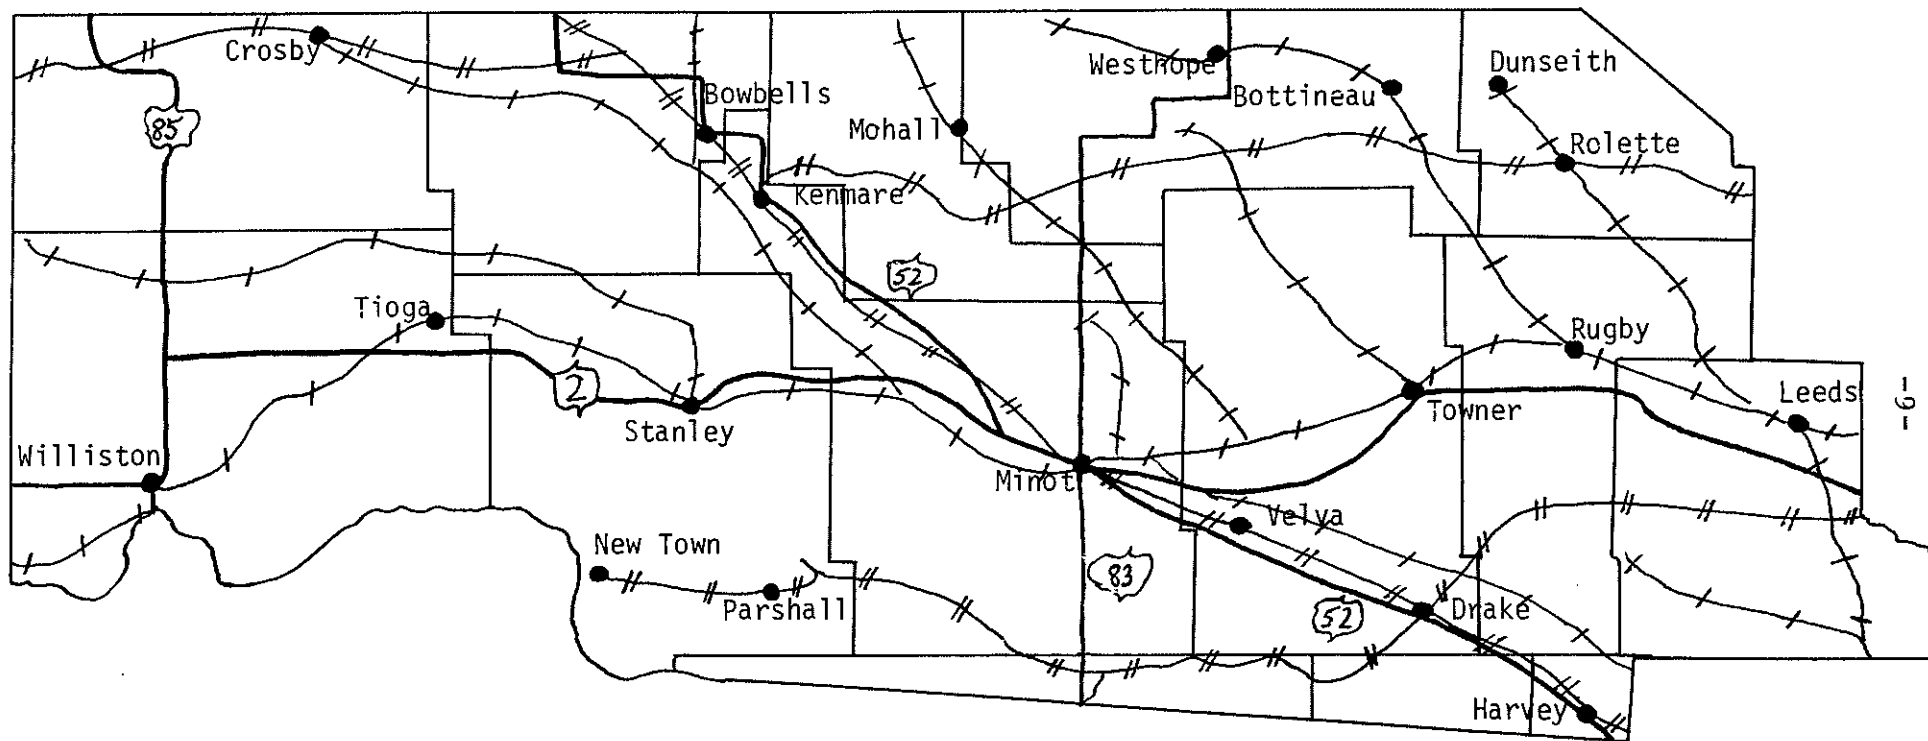 Crosby
Westhope
Dunseith
Bottineau
Bowbells
85
Mohall
Rolette
Kenmare
52
Tioga
Rugby
2
Leeds
-9-
Towner
Stanley
Williston
Minot
Velva
New Town
83
Parshall
52
Drake
Harvey